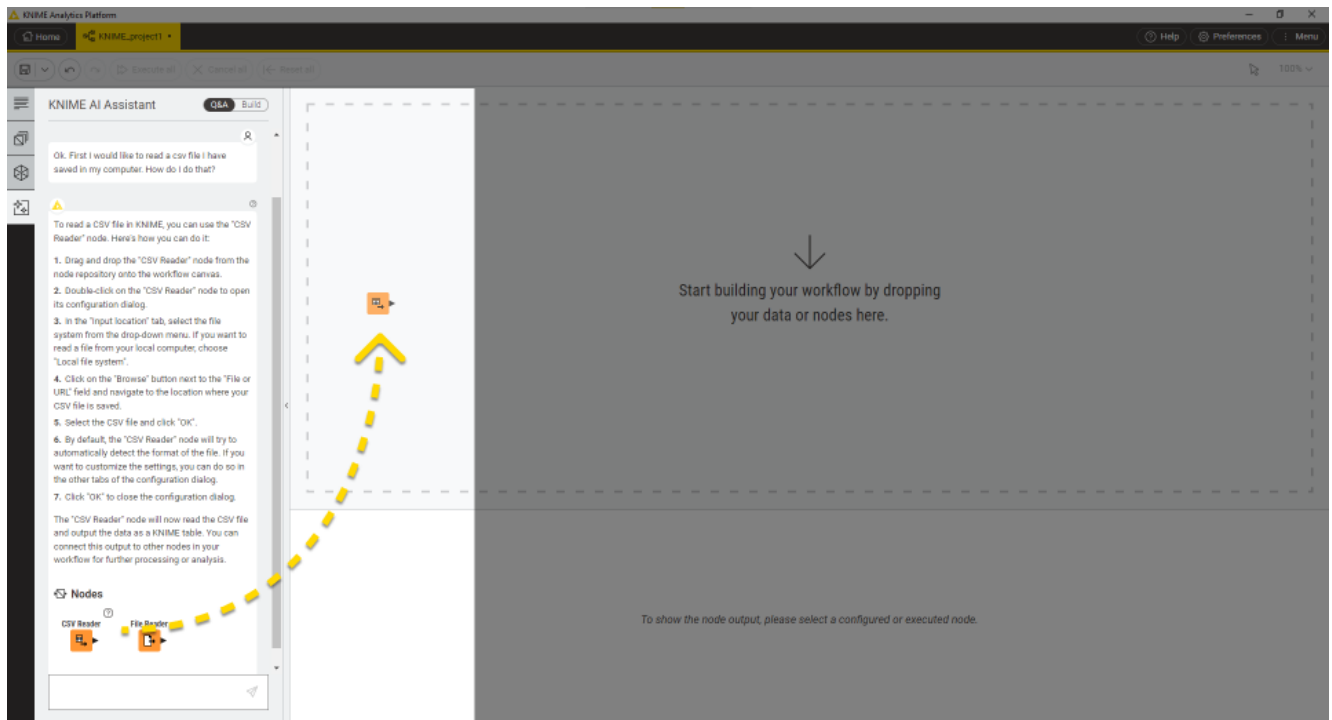 KNIME Analytics Platform
Home
KNIME_project1
Help
Preferences
Menu
Execute all
Cancel all
Reset all
100%
KNIME AI Assistant
Q&A
Build
Ok. First I would like to read a csv file I have
saved in my computer. How do I do that?
To read a CSV file in KNIME, you can use the "CSV
Reader" node. Here's how you can do it:
1. Drag and drop the "CSV Reader" node from the
node repository onto the workflow canvas.
2. Double-click on the "CSV Reader" node to open
its configuration dialog.
3. In the "Input location" tab, select the file
system from the drop-down menu. If you want to
read a file from your local computer, choose
"Local file system".
4. Click on the "Browse" button next to the "File or
URL" field and navigate to the location where your
CSV file is saved.
5. Select the CSV file and click "OK".
6. By default, the "CSV Reader" node will try to
automatically detect the format of the file. If you
want to customize the settings, you can do so in
the other tabs of the configuration dialog.
7. Click "OK" to close the configuration dialog.
The "CSV Reader" node will now read the CSV file
and output the data as a KNIME table. You can
connect this output to other nodes in your
workflow for further processing or analysis.
Nodes
CSV Reader
File Reader
Start building your workflow by dropping
your data or nodes here.
To show the node output, please select a configured or executed node.